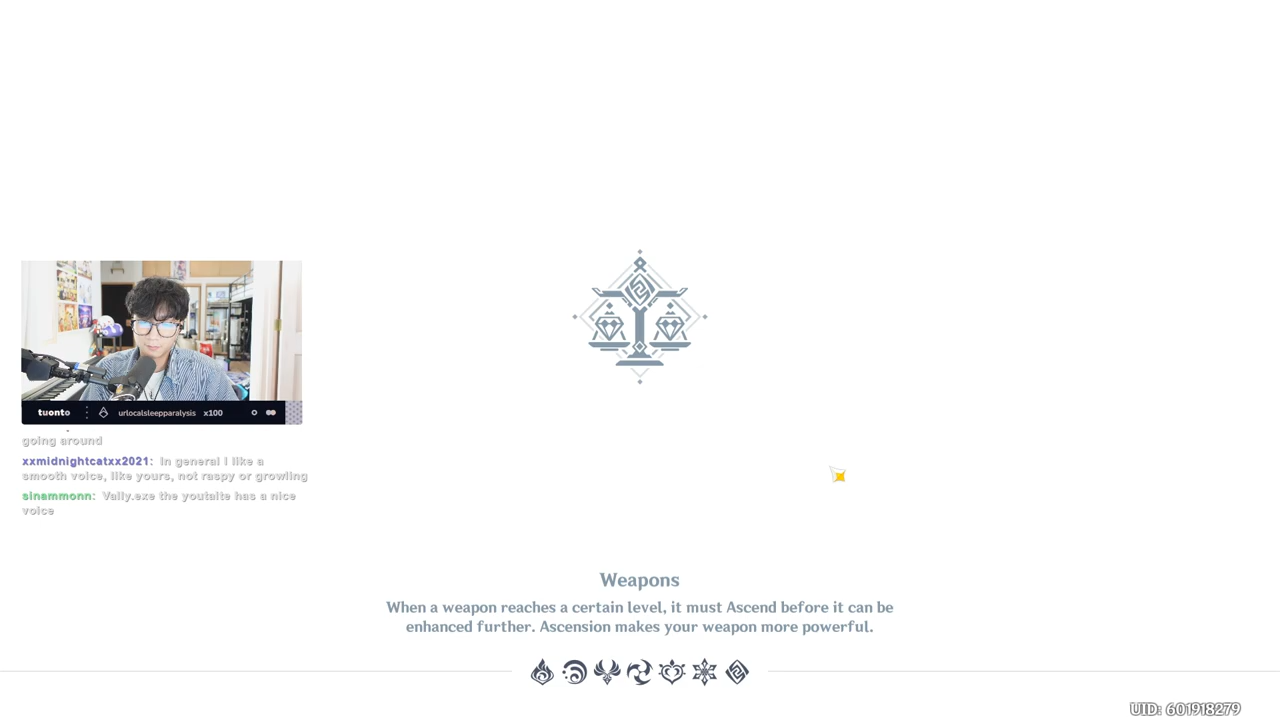 tuonto
urlocalsleepparalysis x100
going around
xxmidnightcatxx2021: In general I like a
smooth voice, like yours, not raspy or growling
sinammonn: Vally.exe the youtaite has a nice
voice
Weapons
When a weapon reaches a certain level, it must Ascend before it can be
enhanced further. Ascension makes your weapon more powerful.
UID: 601918279